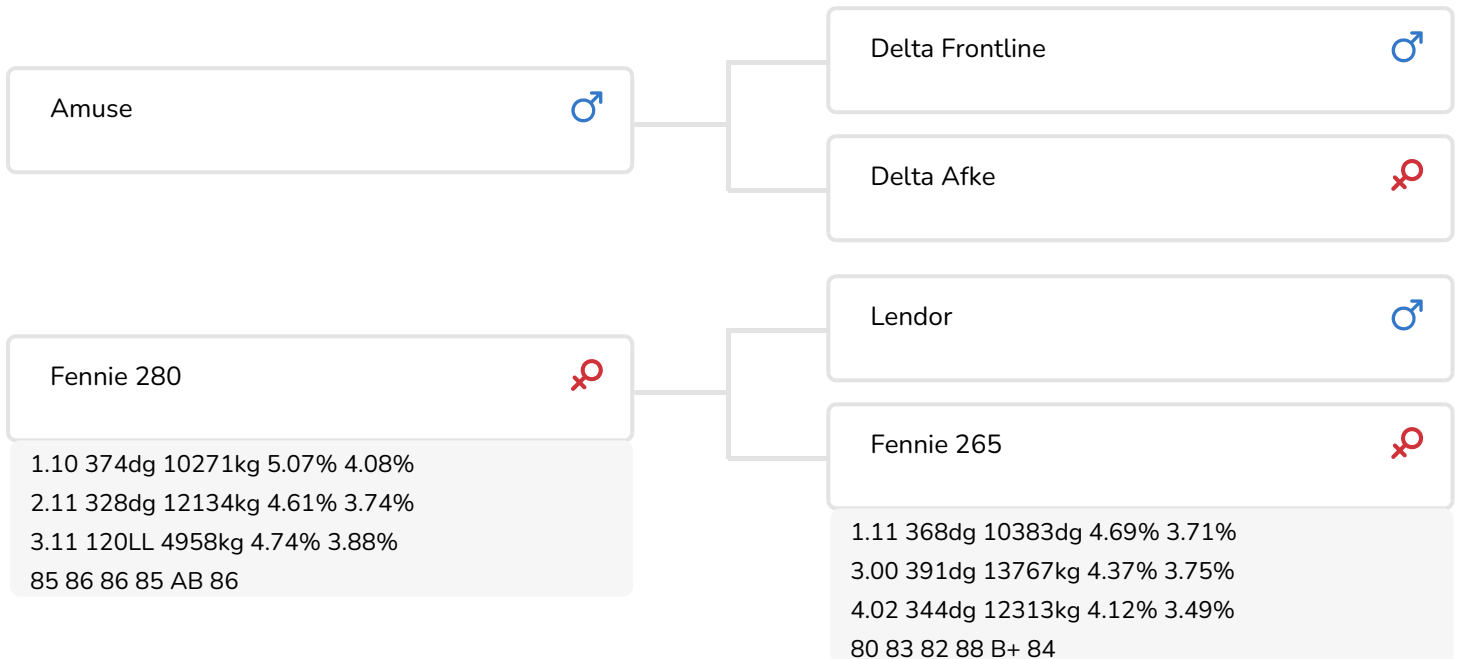 Delta Frontline
Amuse
Delta Afke
Lendor
Fennie 280
Fennie 265
1.10 374dg 10271kg 5.07% 4.08%
2.11 328dg 12134kg 4.61% 3.74%
3.11 120LL 4958kg 4.74% 3.88%
85 86 86 85 AB 86
1.11 368dg 10383dg 4.69% 3.71%
3.00 391dg 13767kg 4.37% 3.75%
4.02 344dg 12313kg 4.12% 3.49%
80 83 82 88 B+ 84